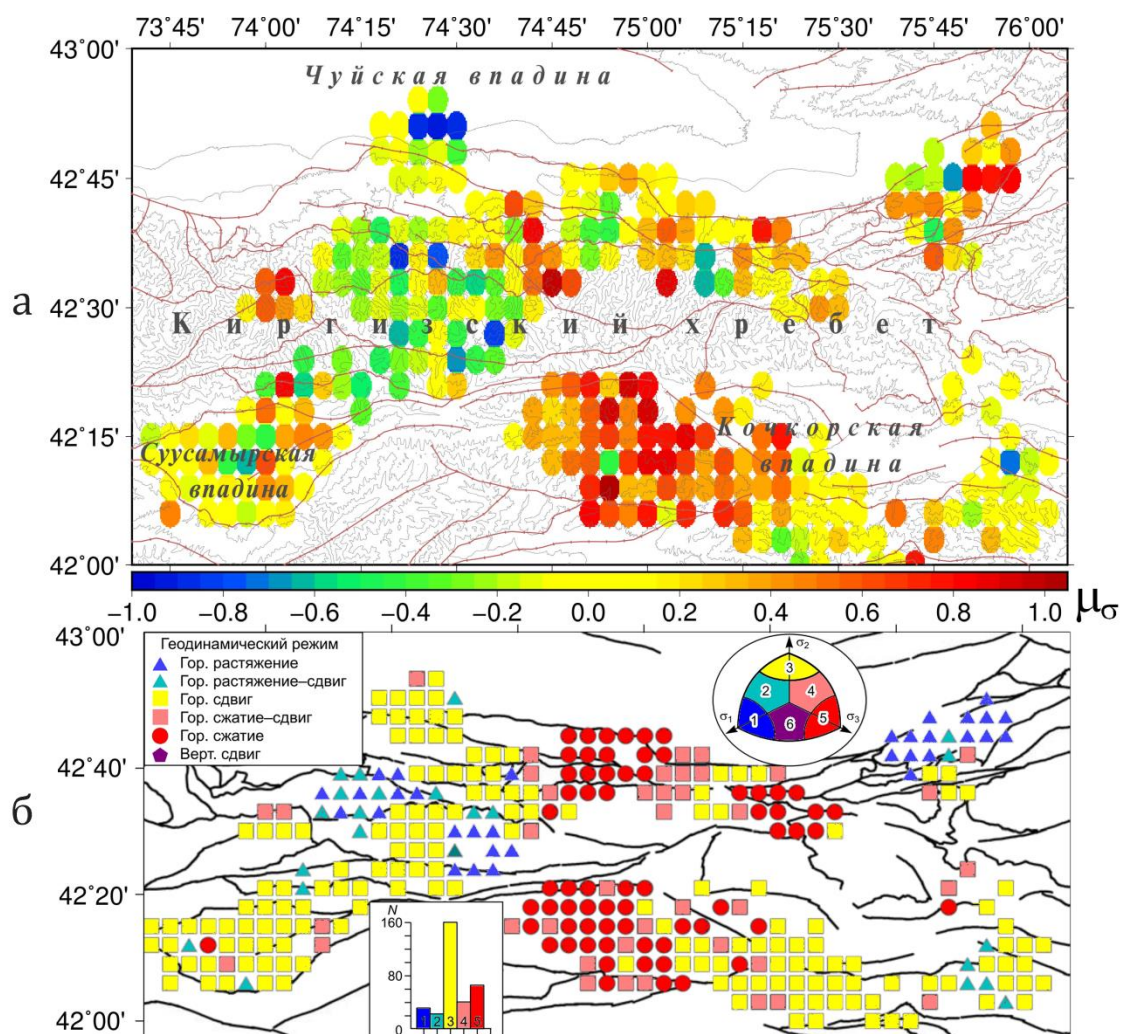 73°45' 74°00' 74°15' 74°30' 74°45' 75°00' 75°15' 75°30' 75°45' 76°00'
43°00'
Чуйская впадина
42°45'
а
42°30'
Киргизский хребет
42°15'
Суусамырская
впадина
Кочкорская
впадина
42°00'
−1.0 −0.8 −0.6 −0.4 −0.2 0.0 0.2 0.4 0.6 0.8 1.0
μσ
43°00'
Геодинамический режим
Гор. растяжение
Гор. растяжение–сдвиг
Гор. сдвиг
Гор. сжатие–сдвиг
Гор. сжатие
Верт. сдвиг
σ2
3
2 4
σ1 1 6 5 σ3
42°40'
б
42°20'
N
160
80
0
1 2 3 4 5
42°00'